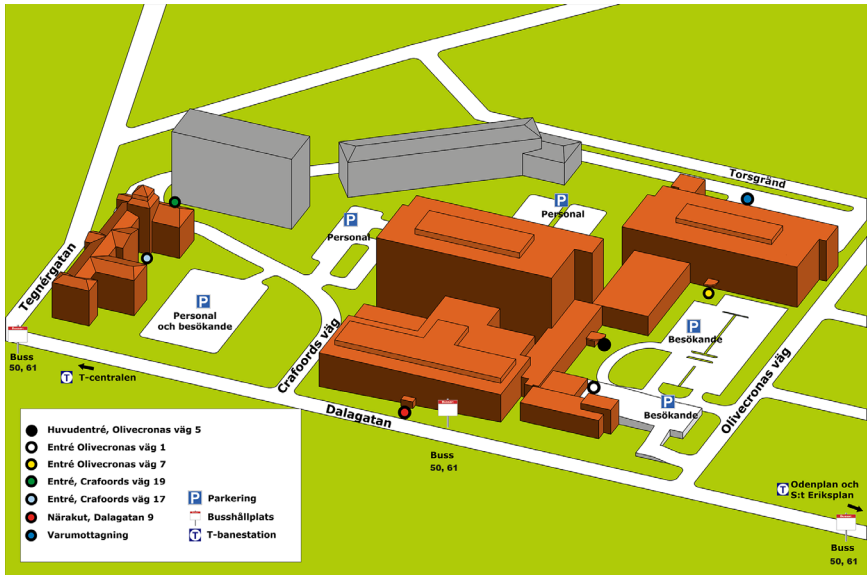 Torsgränd
P
Personal
P
Personal
Tegnérgatan
P
Personal
och besökande
Crafoords väg
P
Besökande
Olivecronas väg
P
Besökande
Buss
50, 61
T T-centralen
Dalagatan
Buss
50, 61
T Odenplan och
S:t Eriksplan
Buss
50, 61
Huvudentré, Olivecronas väg 5
Entré Olivecronas väg 1
Entré Olivecronas väg 7
Entré, Crafoords väg 19
Entré, Crafoords väg 17
Närakut, Dalagatan 9
Varumottagning
P Parkering
Busshållplats
T T-banestation